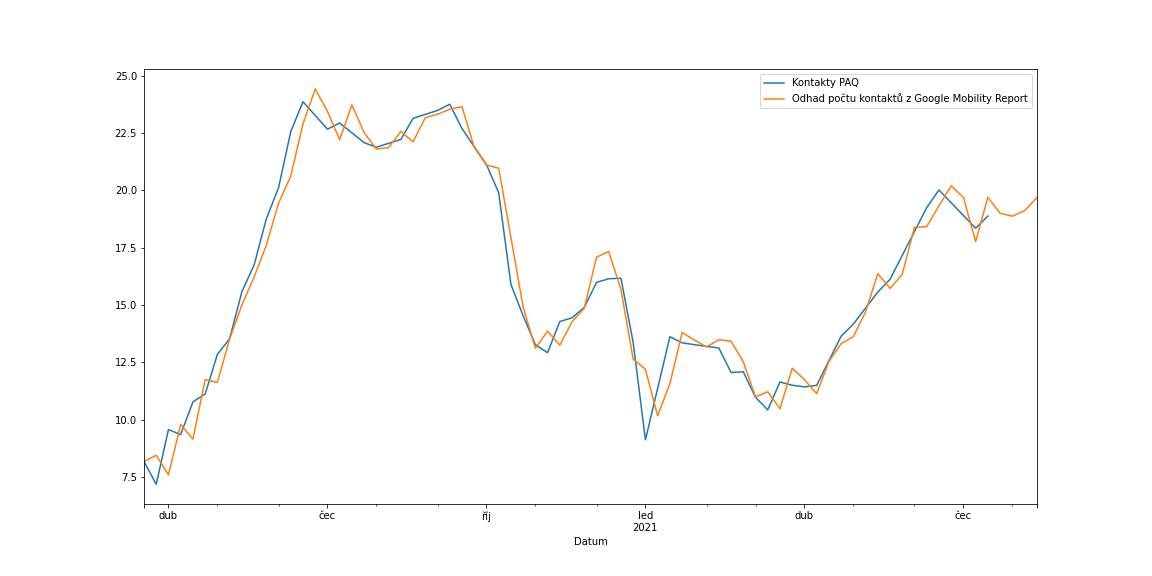 Kontakty PAQ
Odhad počtu kontaktů z Google Mobility Report
25.0
22.5
20.0
17.5
15.0
12.5
10.0
7.5
dub
čec
říj
led
2021
dub
čec
Datum